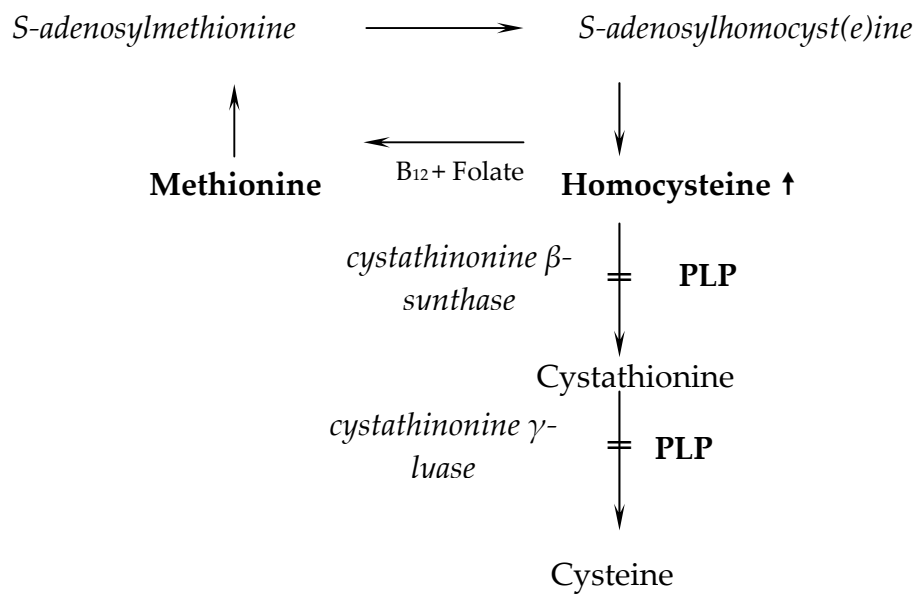 S-adenosylmethionine
S-adenosylhomocyst(e)ine
B12 + Folate
Methionine
Homocysteine ↑
cystathinonine β-
sunthase
PLP
Cystathionine
cystathinonine γ-
luase
PLP
Cysteine